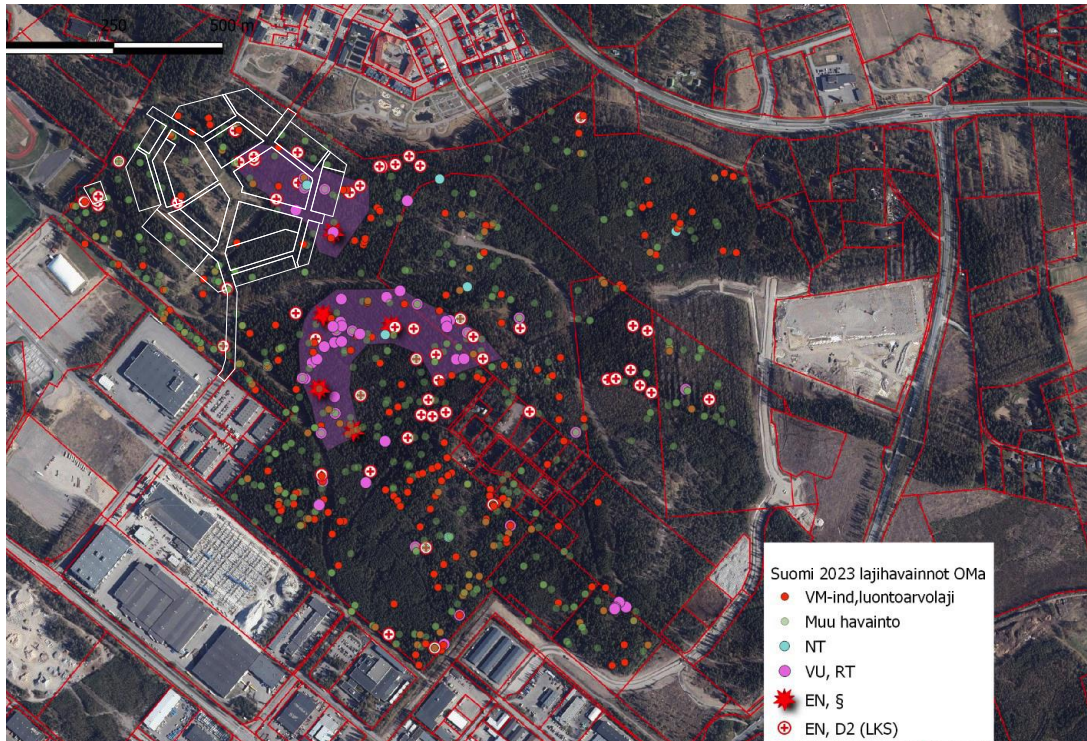 250
500 m
Suomi 2023 lajihavainnot OMa
VM-ind,luontoarvolaji
Muu havainto
NT
VU, RT
EN, §
EN, D2 (LKS)